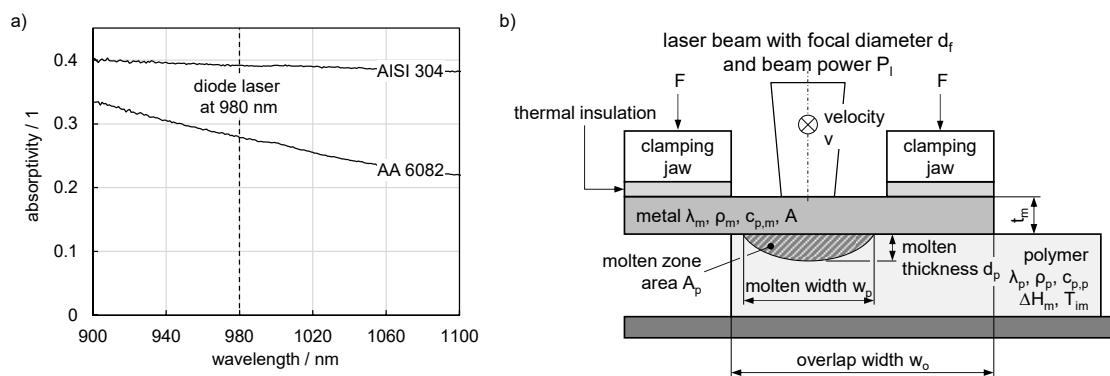 a)
absorptivity / 1
0.4
0.3
0.2
0.1
0
900
940
980
1020
1060
1100
wavelength / nm
AISI 304
diode laser
at 980 nm
AA 6082
b)
laser beam with focal diameter d_f
and beam power P_l
F
F
thermal insulation
velocity
v
clamping
jaw
clamping
jaw
metal λ_m, ρ_m, c_p,m, A
t_m
molten zone
area A_p
molten
thickness d_p
molten width w_p
polymer
λ_p, ρ_p, c_p,p
ΔH_m, T_im
overlap width w_o